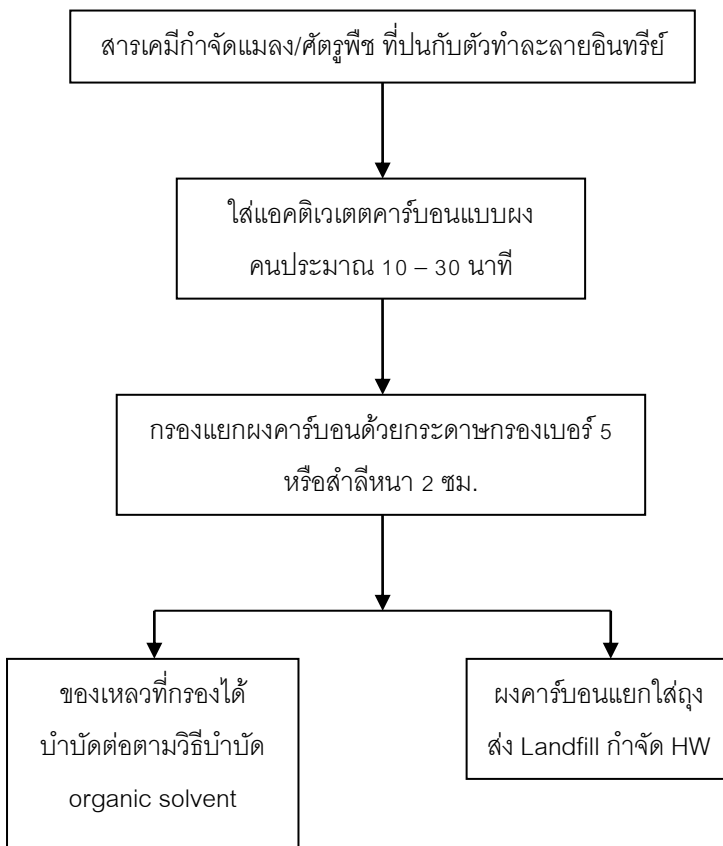 สารเคมีกำจัดแมลง/ศัตรูพืช ที่ปนกับตัวทำละลายอินทรีย์
ใส่แอคติเวเตตคาร์บอนแบบผง
คนประมาณ 10 – 30 นาที
กรองแยกผงคาร์บอนด้วยกระดาษกรองเบอร์ 5
หรือสำลีหนา 2 ซม.
ของเหลวที่กรองได้
บำบัดต่อตามวิธีบำบัด
organic solvent
ผงคาร์บอนแยกใส่ถุง
ส่ง Landfill กำจัด HW